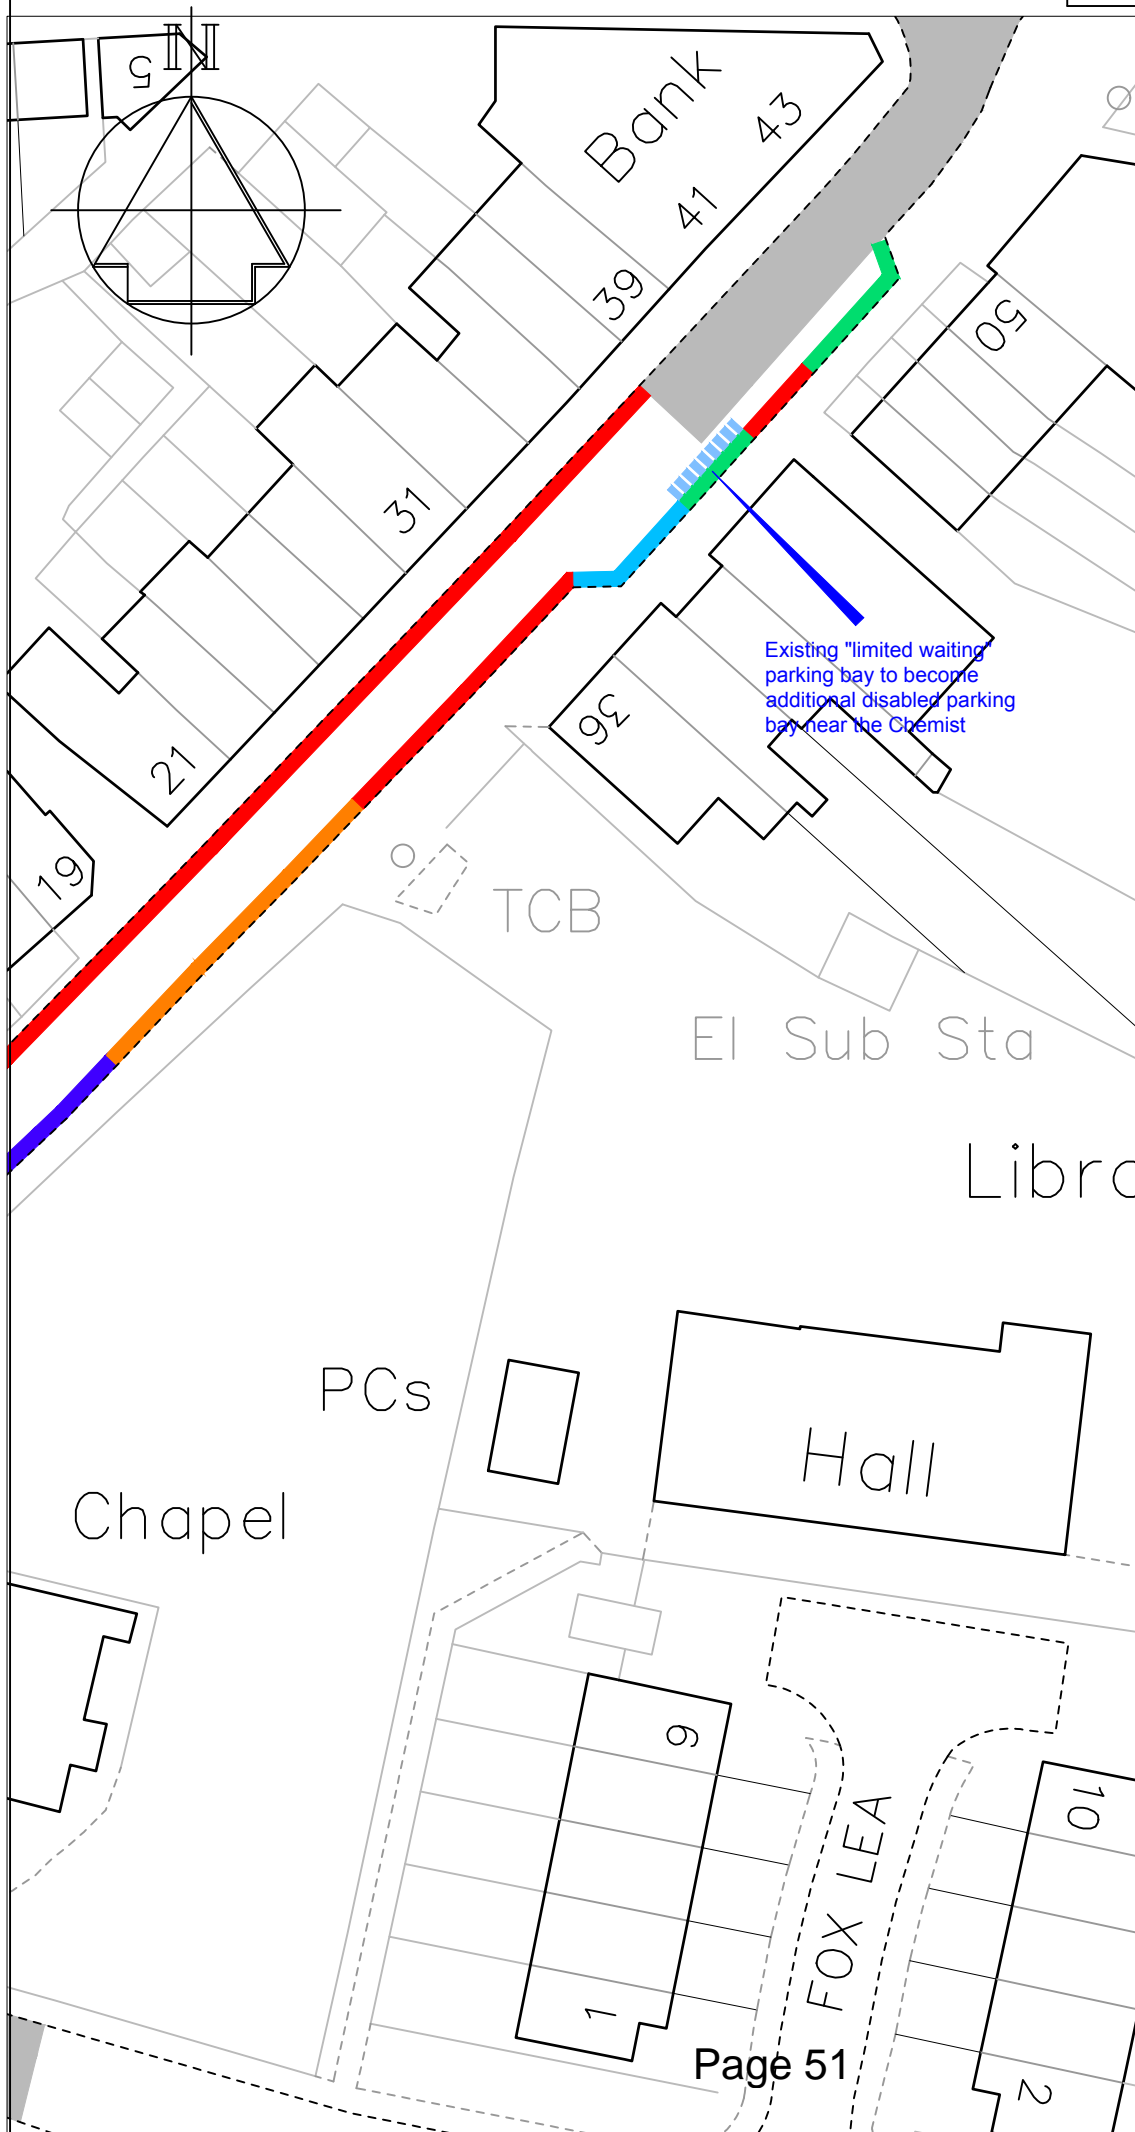 5
N
Bank
43
41
39
50
31
Existing "limited waiting"
parking bay to become
additional disabled parking
bay near the Chemist
36
21
19
TCB
El Sub Sta
Libra
PCs
Hall
Chapel
6
10
FOX LEA
1
Page 51
2